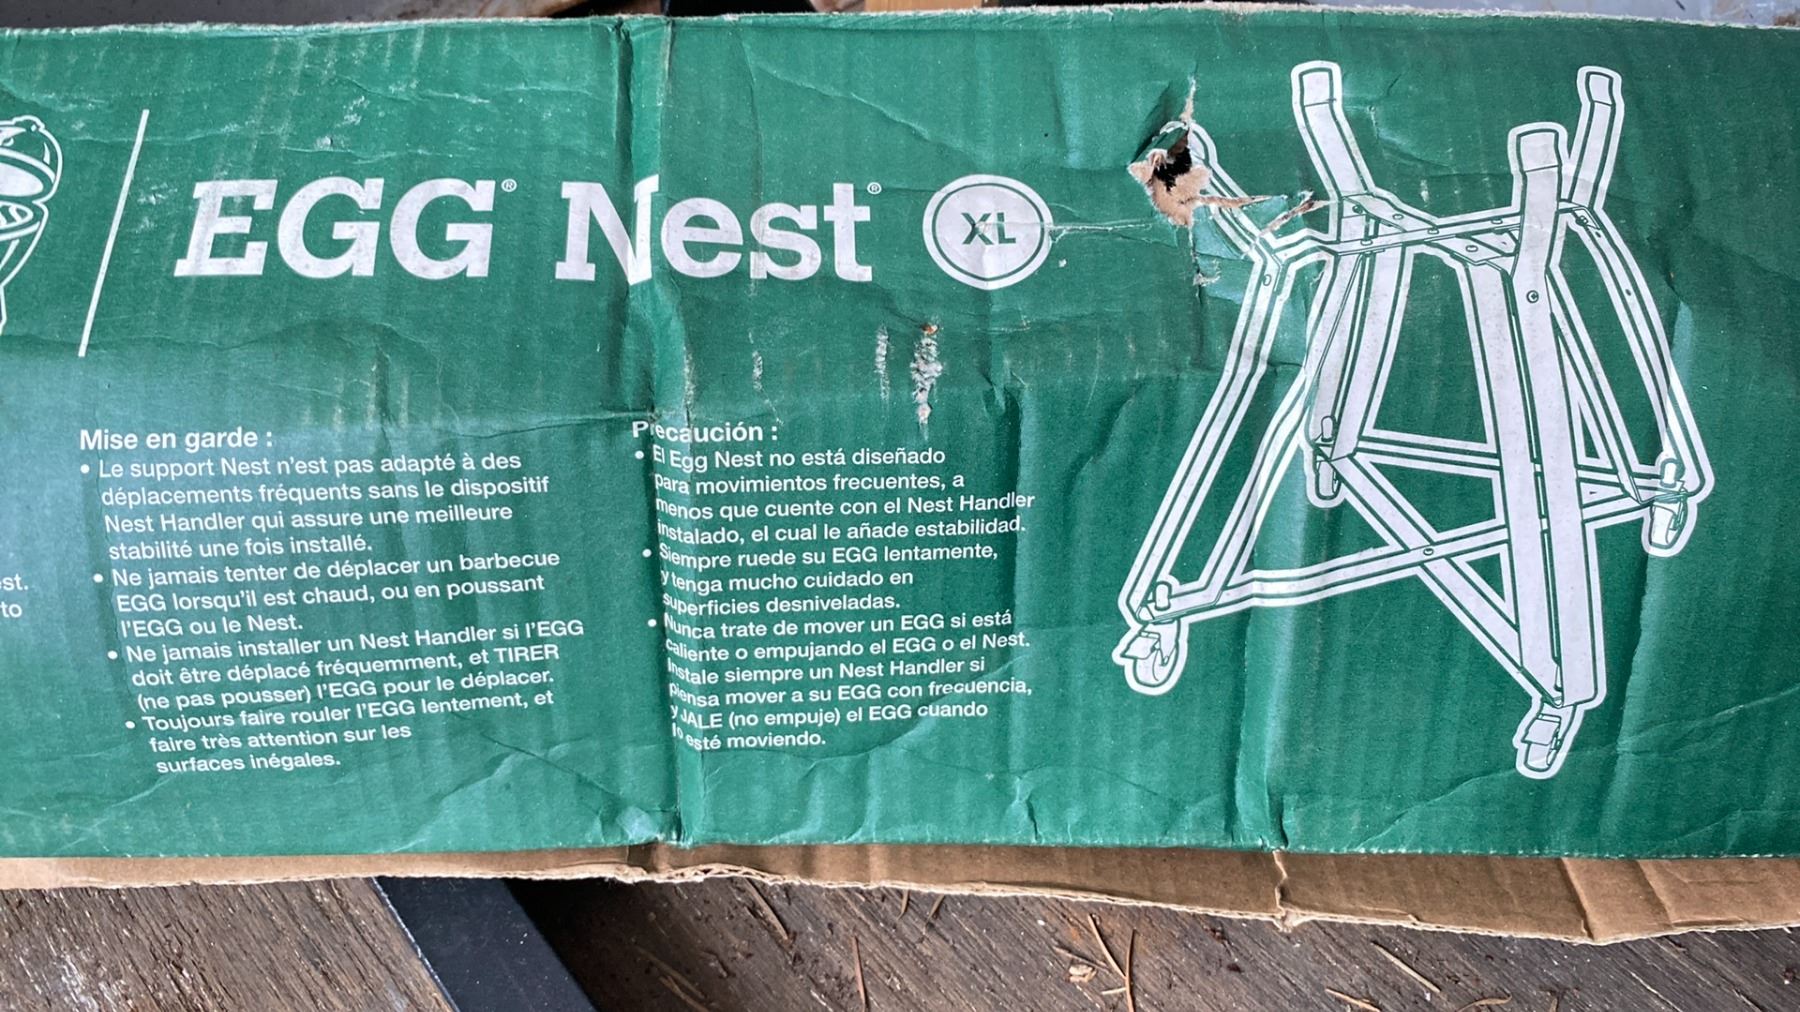 EGG® Nest® XL
st.
to
Mise en garde :
• Le support Nest n'est pas adapté à des
déplacements fréquents sans le dispositif
Nest Handler qui assure une meilleure
stabilité une fois installé.
• Ne jamais tenter de déplacer un barbecue
EGG lorsqu'il est chaud, ou en poussant
l'EGG ou le Nest.
• Ne jamais installer un Nest Handler si l'EGG
doit être déplacé fréquemment, et TIRER
(ne pas pousser) l'EGG pour le déplacer.
• Toujours faire rouler l'EGG lentement, et
faire très attention sur les
surfaces inégales.
Precaución :
• El Egg Nest no está diseñado
para movimientos frecuentes, a
menos que cuente con el Nest Handler
instalado, el cual le añade estabilidad.
• Siempre ruede su EGG lentamente,
y tenga mucho cuidado en
superficies desniveladas.
• Nunca trate de mover un EGG si está
caliente o empujando el EGG o el Nest.
Instale siempre un Nest Handler si
piensa mover a su EGG con frecuencia,
y JALE (no empuje) el EGG cuando
lo esté moviendo.